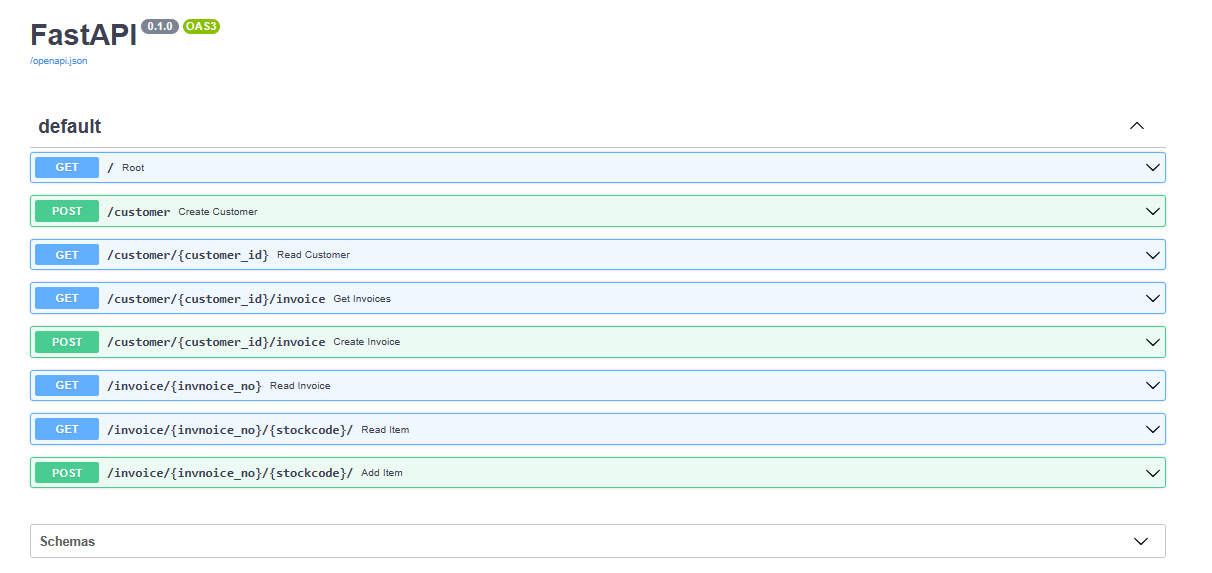 FastAPI 0.1.0 OAS3
/openapi.json
default
GET / Root
POST /customer Create Customer
GET /customer/{customer_id} Read Customer
GET /customer/{customer_id}/invoice Get Invoices
POST /customer/{customer_id}/invoice Create Invoice
GET /invoice/{invnoice_no} Read Invoice
GET /invoice/{invnoice_no}/{stockcode}/ Read Item
POST /invoice/{invnoice_no}/{stockcode}/ Add Item
Schemas